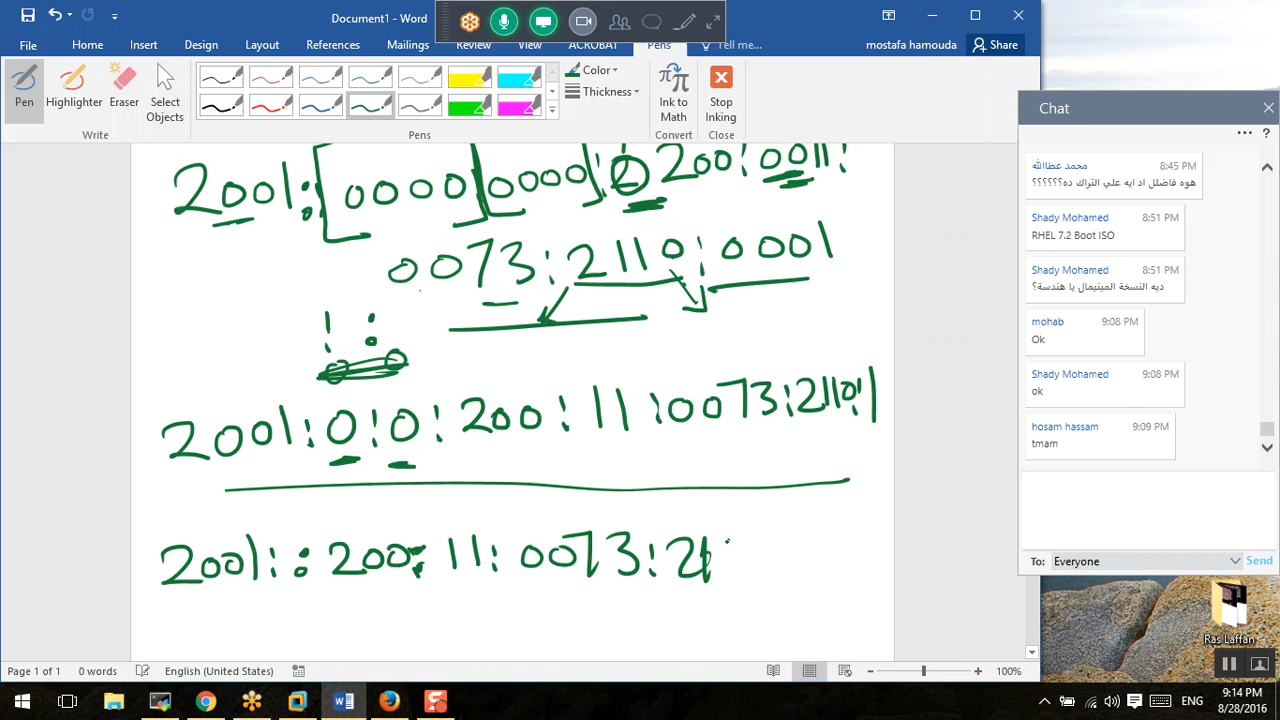 Document1 - Word
File Home Insert Design Layout References Mailings Review View ACROBAT Pens Tell me...
mostafa hamouda Share
Pen Highlighter Eraser Select Objects
Color
Thickness
Ink to Math Stop Inking
Write Pens Convert Close
2001:[0000][0000]:2 200:0011:
0073:2110:0001
: :
2001:0:0:200:11:0073:2110:1
2001::200:11:0073:21
Chat
محمد عطاالله 8:45 PM
هوه فاضلل اد ايه علي التراك ده؟؟؟؟؟؟
Shady Mohamed 8:51 PM
RHEL 7.2 Boot ISO
Shady Mohamed 8:51 PM
ديه النسخة المينيمال يا هندسة؟
mohab 9:08 PM
Ok
Shady Mohamed 9:08 PM
ok
hosam hassam 9:09 PM
tmam
To: Everyone Send
Ras Laffan
Page 1 of 1 0 words English (United States) 100%
ENG 9:14 PM
8/28/2016